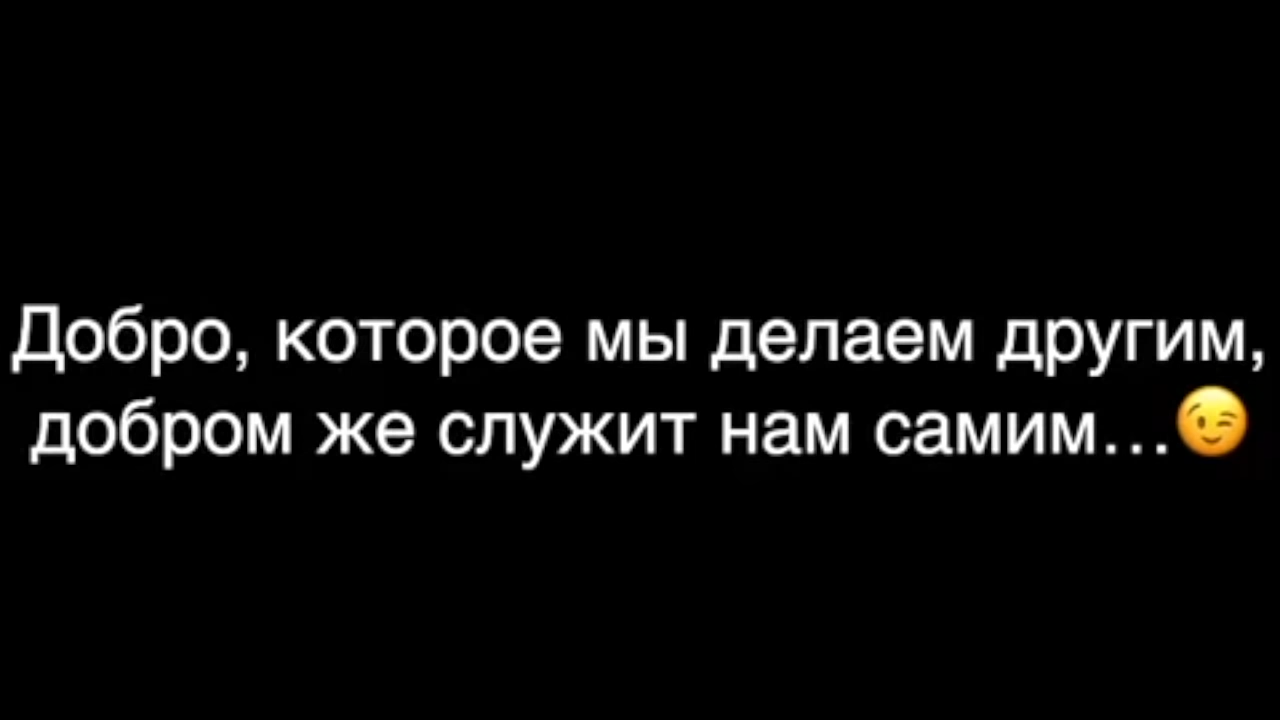 Добро, которое мы делаем другим,
добром же служит нам самим...😉